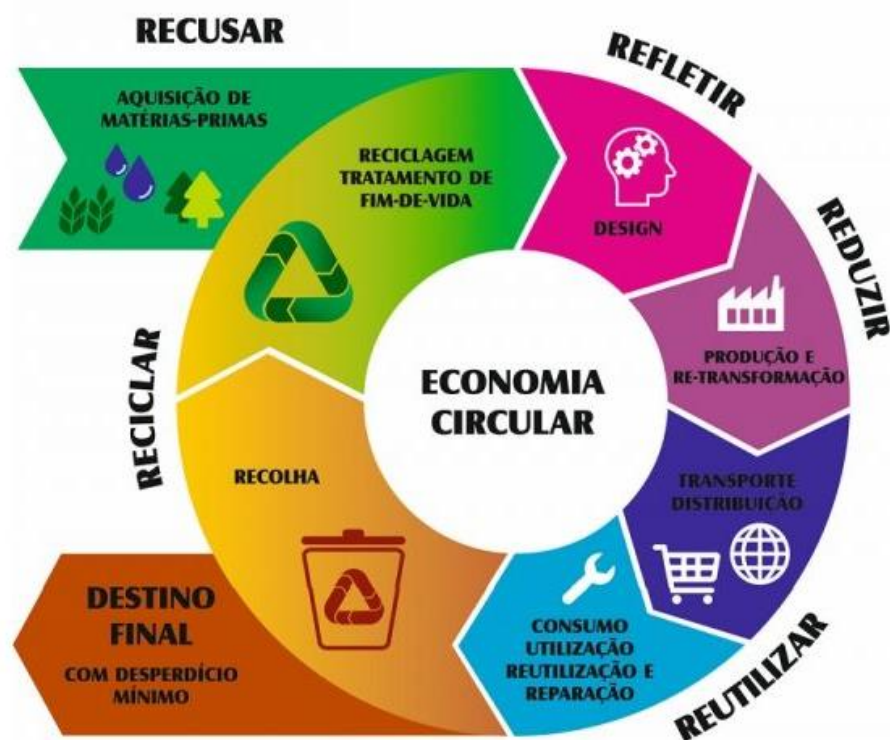 RECUSAR
AQUISIÇÃO DE
MATÉRIAS-PRIMAS
RECICLAGEM
TRATAMENTO DE
FIM-DE-VIDA
REFLETIR
DESIGN
REDUZIR
PRODUÇÃO E
RE-TRANSFORMAÇÃO
ECONOMIA
CIRCULAR
TRANSPORTE
DISTRIBUIÇÃO
REUTILIZAR
CONSUMO
UTILIZAÇÃO
REUTILIZAÇÃO E
REPARAÇÃO
RECICLAR
RECOLHA
DESTINO
FINAL
COM DESPERDÍCIO
MÍNIMO